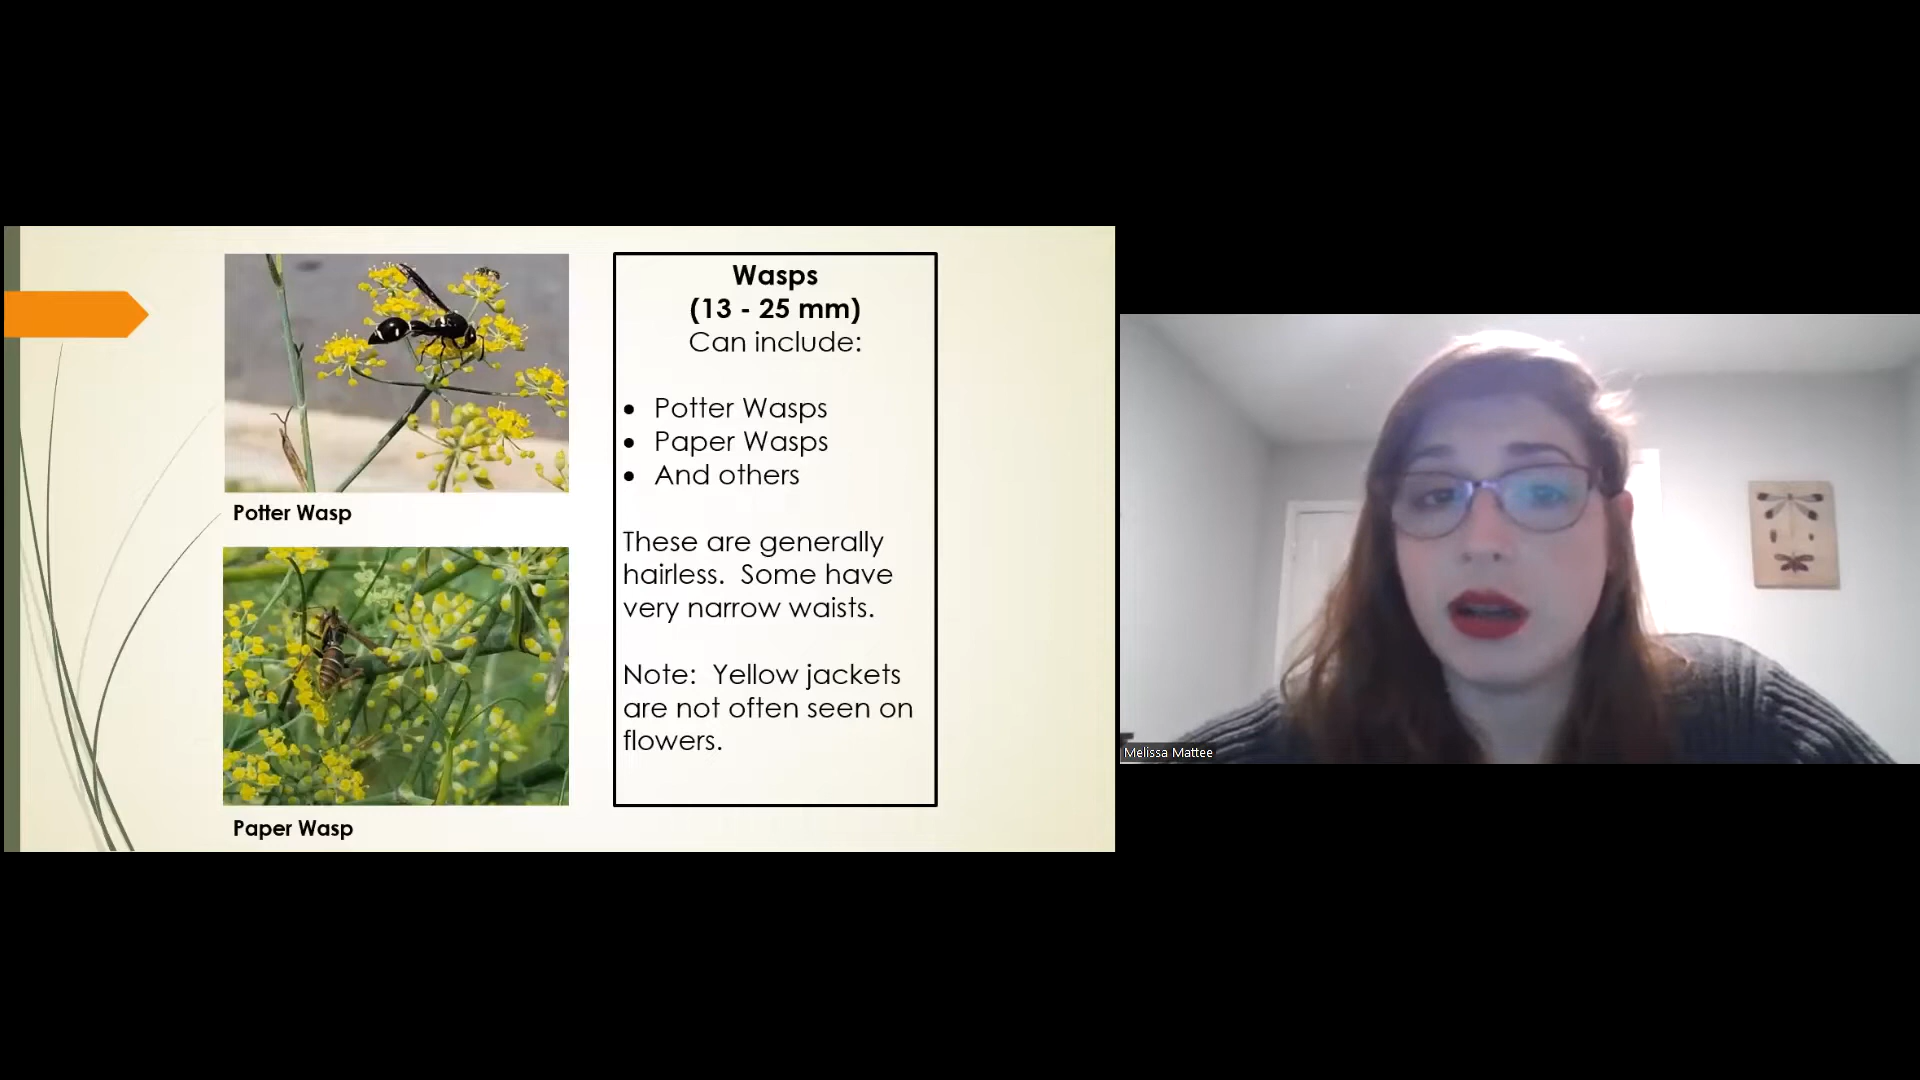 Potter Wasp
Paper Wasp
Wasps
(13 - 25 mm)
Can include:
• Potter Wasps
• Paper Wasps
• And others
These are generally
hairless.  Some have
very narrow waists.
Note:  Yellow jackets
are not often seen on
flowers.
Melissa Mattee